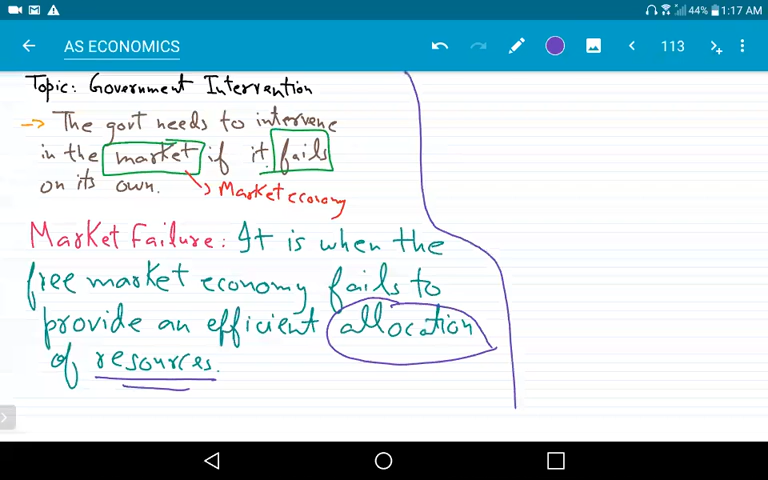 44% 1:17 AM
AS ECONOMICS
113
Topic: Government Intervention
→ The govt needs to intervene
in the market if it fails
on its own.
Market economy
Market Failure: It is when the
free market economy fails to
provide an efficient allocation
of resources.